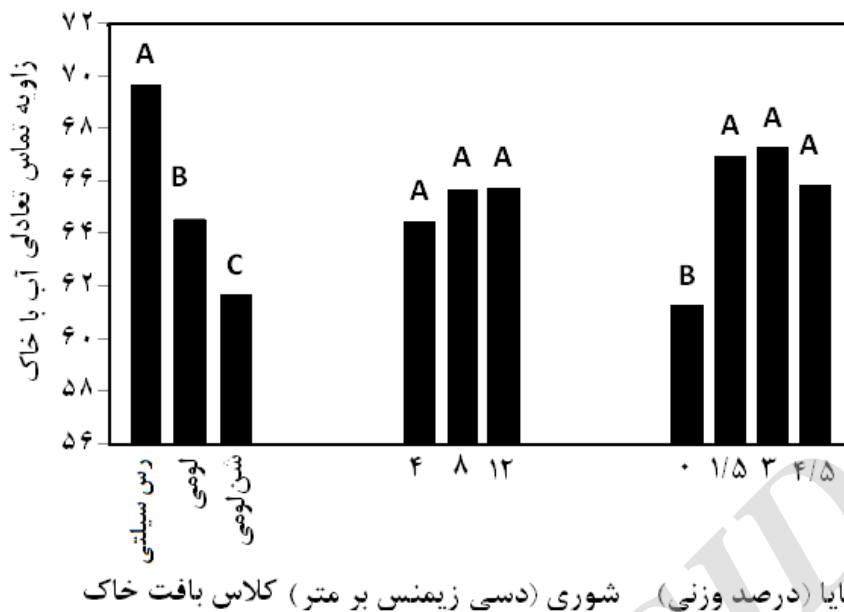 زاویه تماس تعادلی آب با خاک
۷۲
۷۰
۶۸
۶۶
۶۴
۶۲
۶۰
۵۸
۵۶
A
B
C
A
A
A
B
A
A
A
رس سیلتی
لومی
شن‌لومی
۴
۸
۱۲
۰
۱/۵
۳
۴/۵
کلاس بافت خاک
شوری (دسی زیمنس بر متر)
(درصد وزنی)